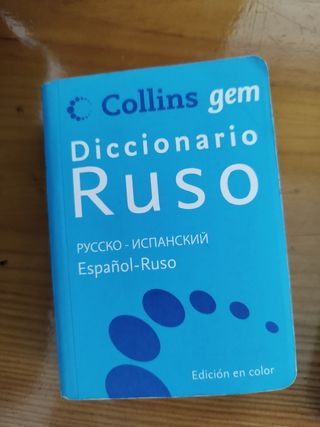 Collins gem
Diccionario
Ruso
РУССКО - ИСПАНСКИЙ
Español-Ruso
Edición en color